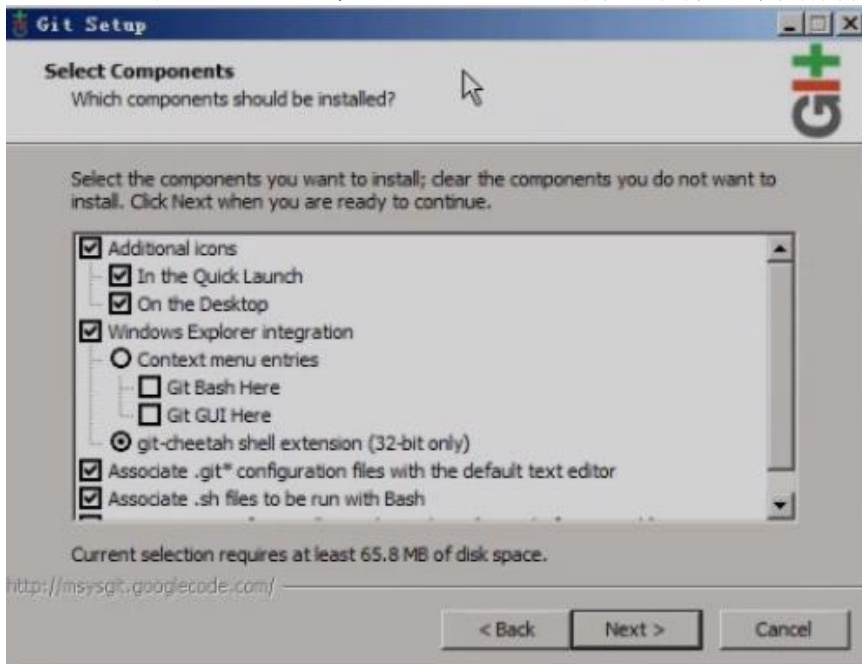 Git Setup
Select Components
Which components should be installed?
Git
Select the components you want to install; clear the components you do not want to
install. Click Next when you are ready to continue.
Additional icons
In the Quick Launch
On the Desktop
Windows Explorer integration
Context menu entries
Git Bash Here
Git GUI Here
git-cheetah shell extension (32-bit only)
Associate .git* configuration files with the default text editor
Associate .sh files to be run with Bash
Current selection requires at least 65.8 MB of disk space.
http://msysgit.googlecode.com/
< Back
Next >
Cancel